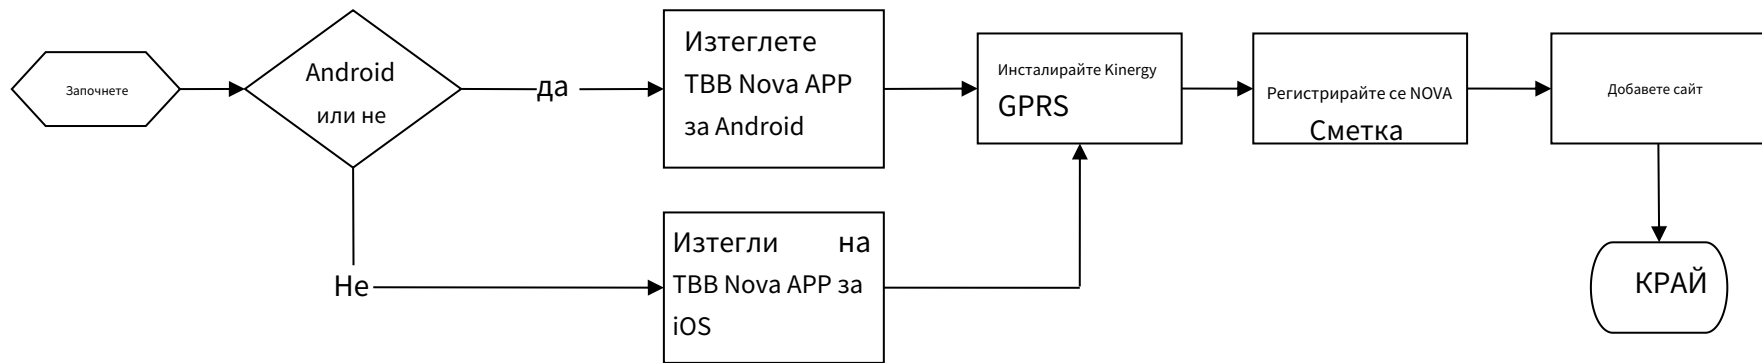 Започнете
Android
или не
да
Изтеглете
TBB Nova APP
за Android
Инсталирайте Kinergy
GPRS
Регистрирайте се NOVA
Сметка
Добавете сайт
Не
Изтегли на
TBB Nova APP за
iOS
КРАЙ